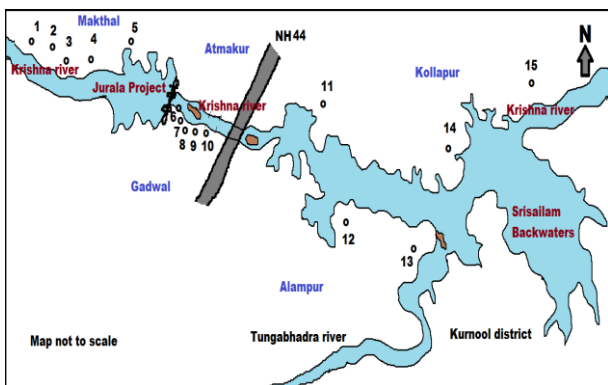 Makthal
1
2
3
4
5
Atmakur
NH 44
N
Kollapur
Krishna river
Jurala Project
Krishna river
11
15
Krishna river
6
7
8
9
10
14
Gadwal
12
13
Srisailam
Backwaters
Alampur
Map not to scale
Tungabhadra river
Kurnool district